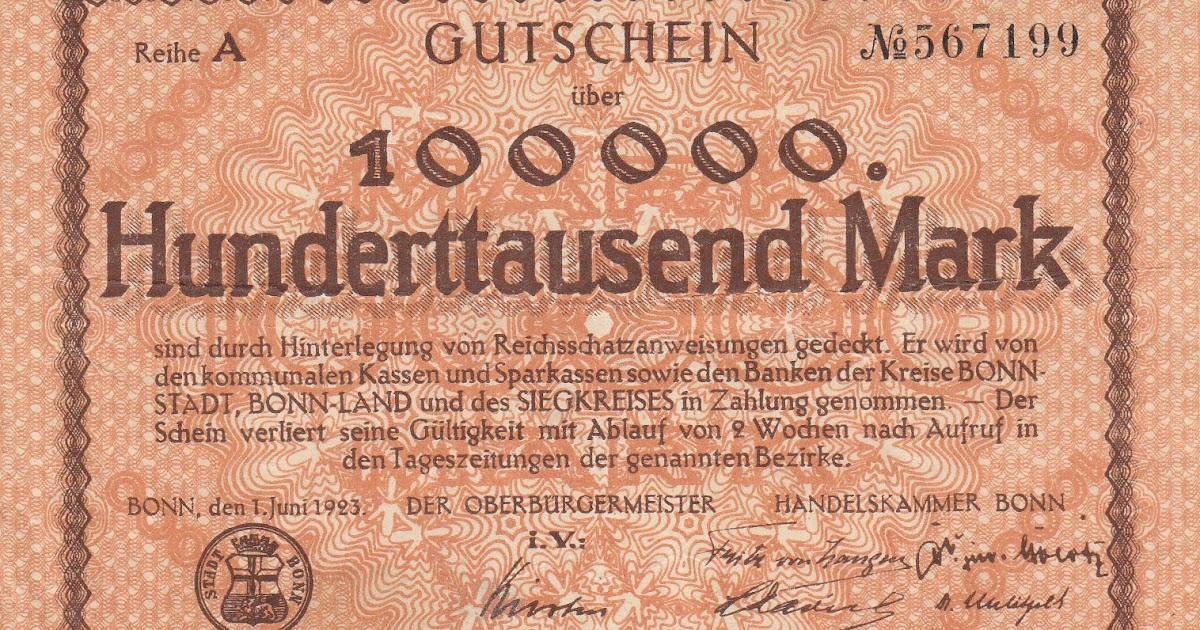 Reihe A GUTSCHEIN №567199
über
100000.
Hunderttausend Mark
sind durch Hinterlegung von Reichsschatzanweisungen gedeckt. Er wird von
den kommunalen Kassen und Sparkassen sowie den Banken der Kreise BONN-
STADT, BONN-LAND und des SIEGKREISES in Zahlung genommen. — Der
Schein verliert seine Gültigkeit mit Ablauf von 2 Wochen nach Aufruf in
den Tageszeitungen der genannten Bezirke.
BONN, den 1. Juni 1923. DER OBERBÜRGERMEISTER HANDELSKAMMER BONN
i.V.:
STADT BONN